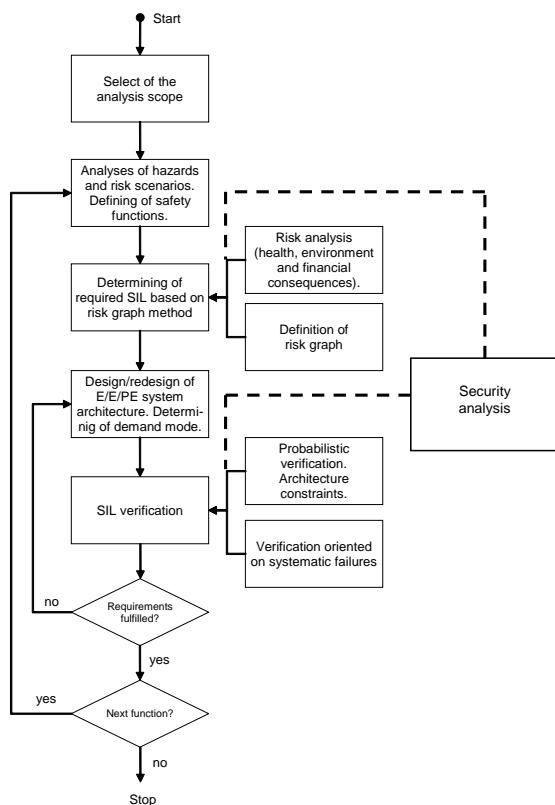 Start
Select of the
analysis scope
Analyses of hazards
and risk scenarios.
Defining of safety
functions.
Risk analysis
(health, environment
and financial
consequences).
Determining of
required SIL based on
risk graph method
Definition of
risk graph
Security
analysis
Design/redesign of
E/E/PE system
architecture. Determi-
nig of demand mode.
Probabilistic
verification.
Architecture
constraints.
SIL verification
Verification oriented
on systematic failures
Requirements
fulfilled?
no
yes
Next function?
yes
no
Stop